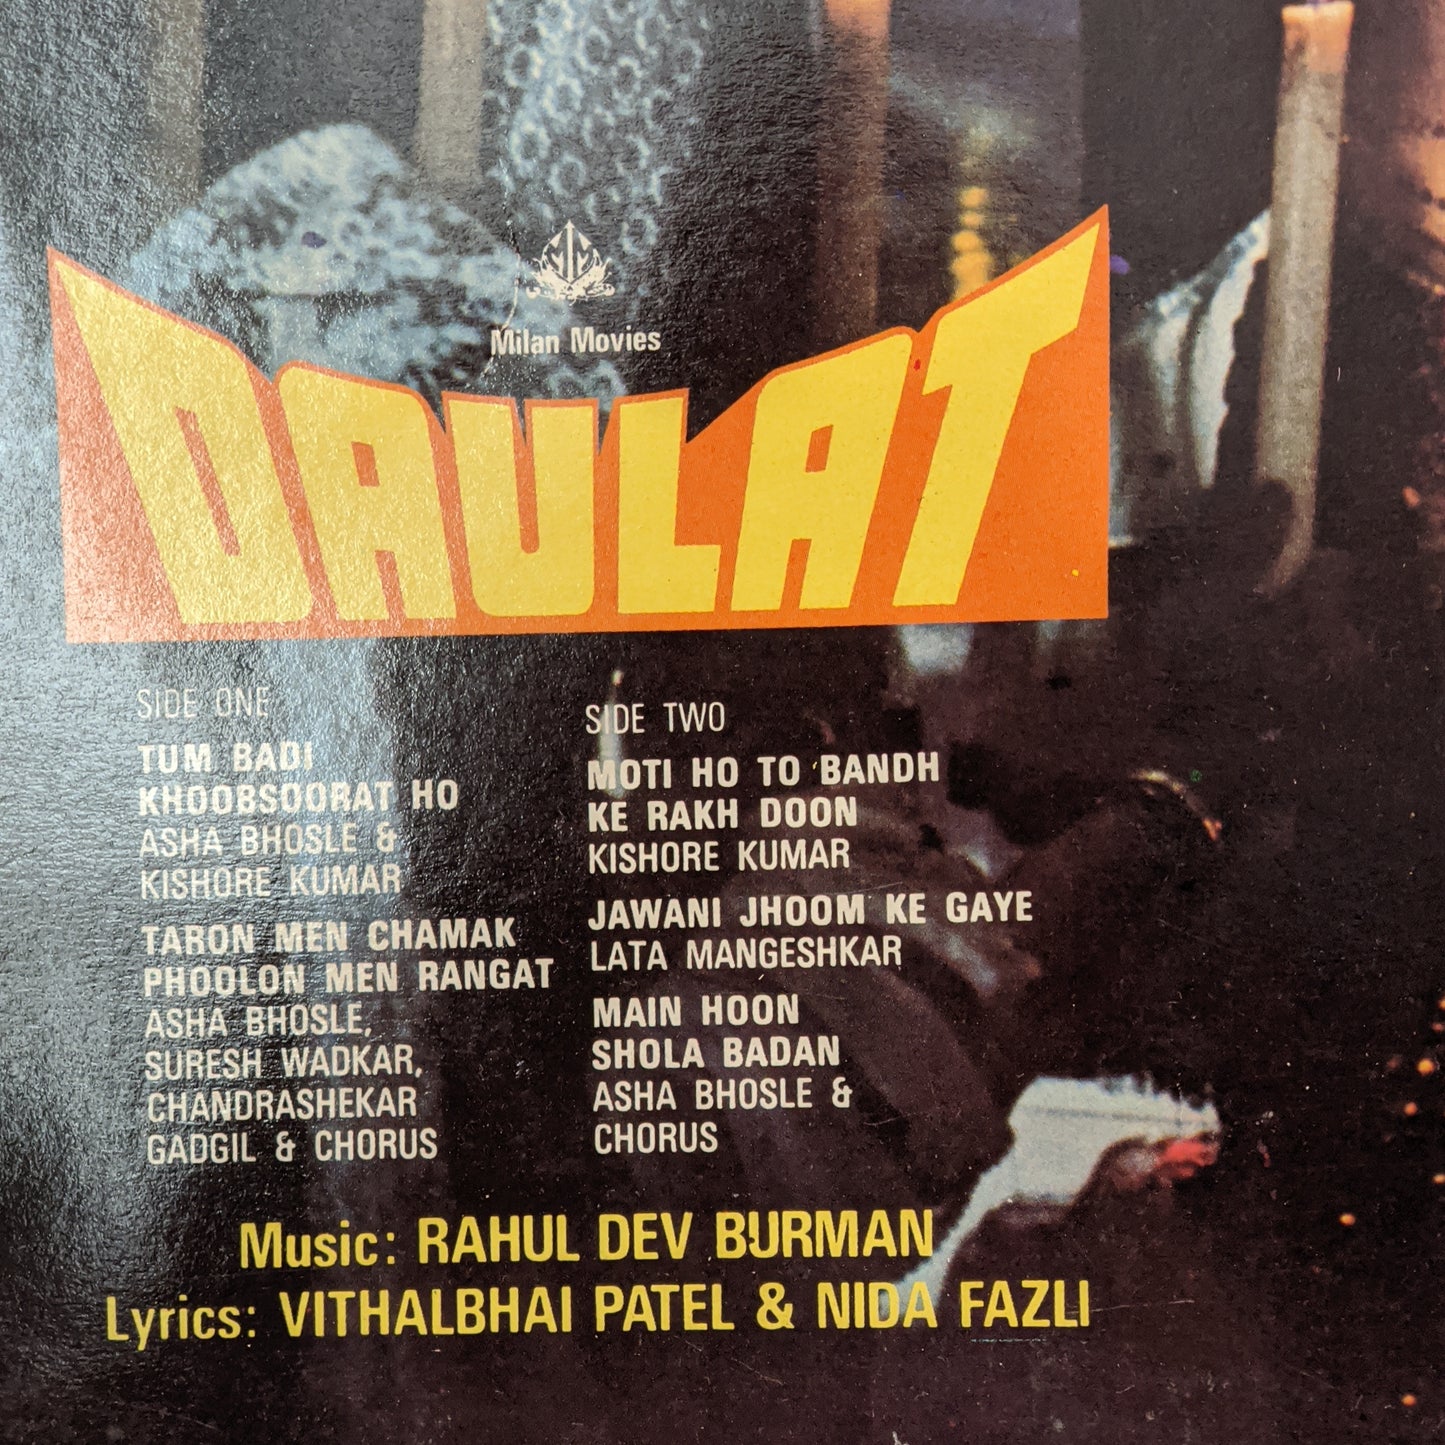 Milan Movies
DAULAT
SIDE ONE
TUM BADI
KHOOBSOORAT HO
ASHA BHOSLE &
KISHORE KUMAR
TARON MEN CHAMAK
PHOOLON MEN RANGAT
ASHA BHOSLE,
SURESH WADKAR,
CHANDRASHEKAR
GADGIL & CHORUS
SIDE TWO
MOTI HO TO BANDH
KE RAKH DOON
KISHORE KUMAR
JAWANI JHOOM KE GAYE
LATA MANGESHKAR
MAIN HOON
SHOLA BADAN
ASHA BHOSLE &
CHORUS
Music: RAHUL DEV BURMAN
Lyrics: VITHALBHAI PATEL & NIDA FAZLI